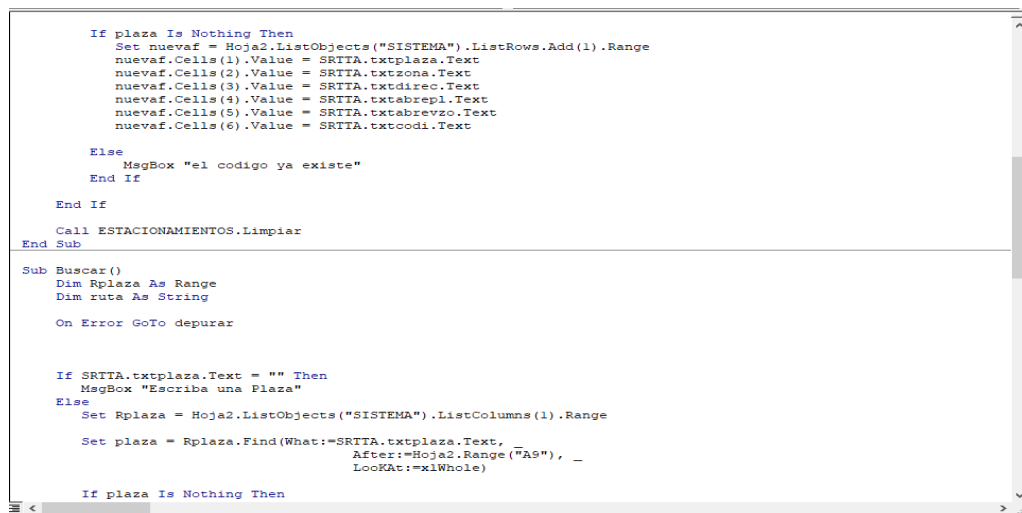 If plaza Is Nothing Then
Set nuevaf = Hoja2.ListObjects("SISTEMA").ListRows.Add(1).Range
nuevaf.Cells(1).Value = SRTTA.txtplaza.Text
nuevaf.Cells(2).Value = SRTTA.txtzona.Text
nuevaf.Cells(3).Value = SRTTA.txtdirec.Text
nuevaf.Cells(4).Value = SRTTA.txtabrepl.Text
nuevaf.Cells(5).Value = SRTTA.txtabrevzo.Text
nuevaf.Cells(6).Value = SRTTA.txtcodi.Text
Else
MsgBox "el codigo ya existe"
End If
End If
Call ESTACIONAMIENTOS.Limpiar
End Sub
Sub Buscar()
Dim Rplaza As Range
Dim ruta As String
On Error GoTo depurar
If SRTTA.txtplaza.Text = "" Then
MsgBox "Escriba una Plaza"
Else
Set Rplaza = Hoja2.ListObjects("SISTEMA").ListColumns(1).Range
Set plaza = Rplaza.Find(What:=SRTTA.txtplaza.Text, _
After:=Hoja2.Range("A9"), _
LooKAt:=xlWhole)
If plaza Is Nothing Then